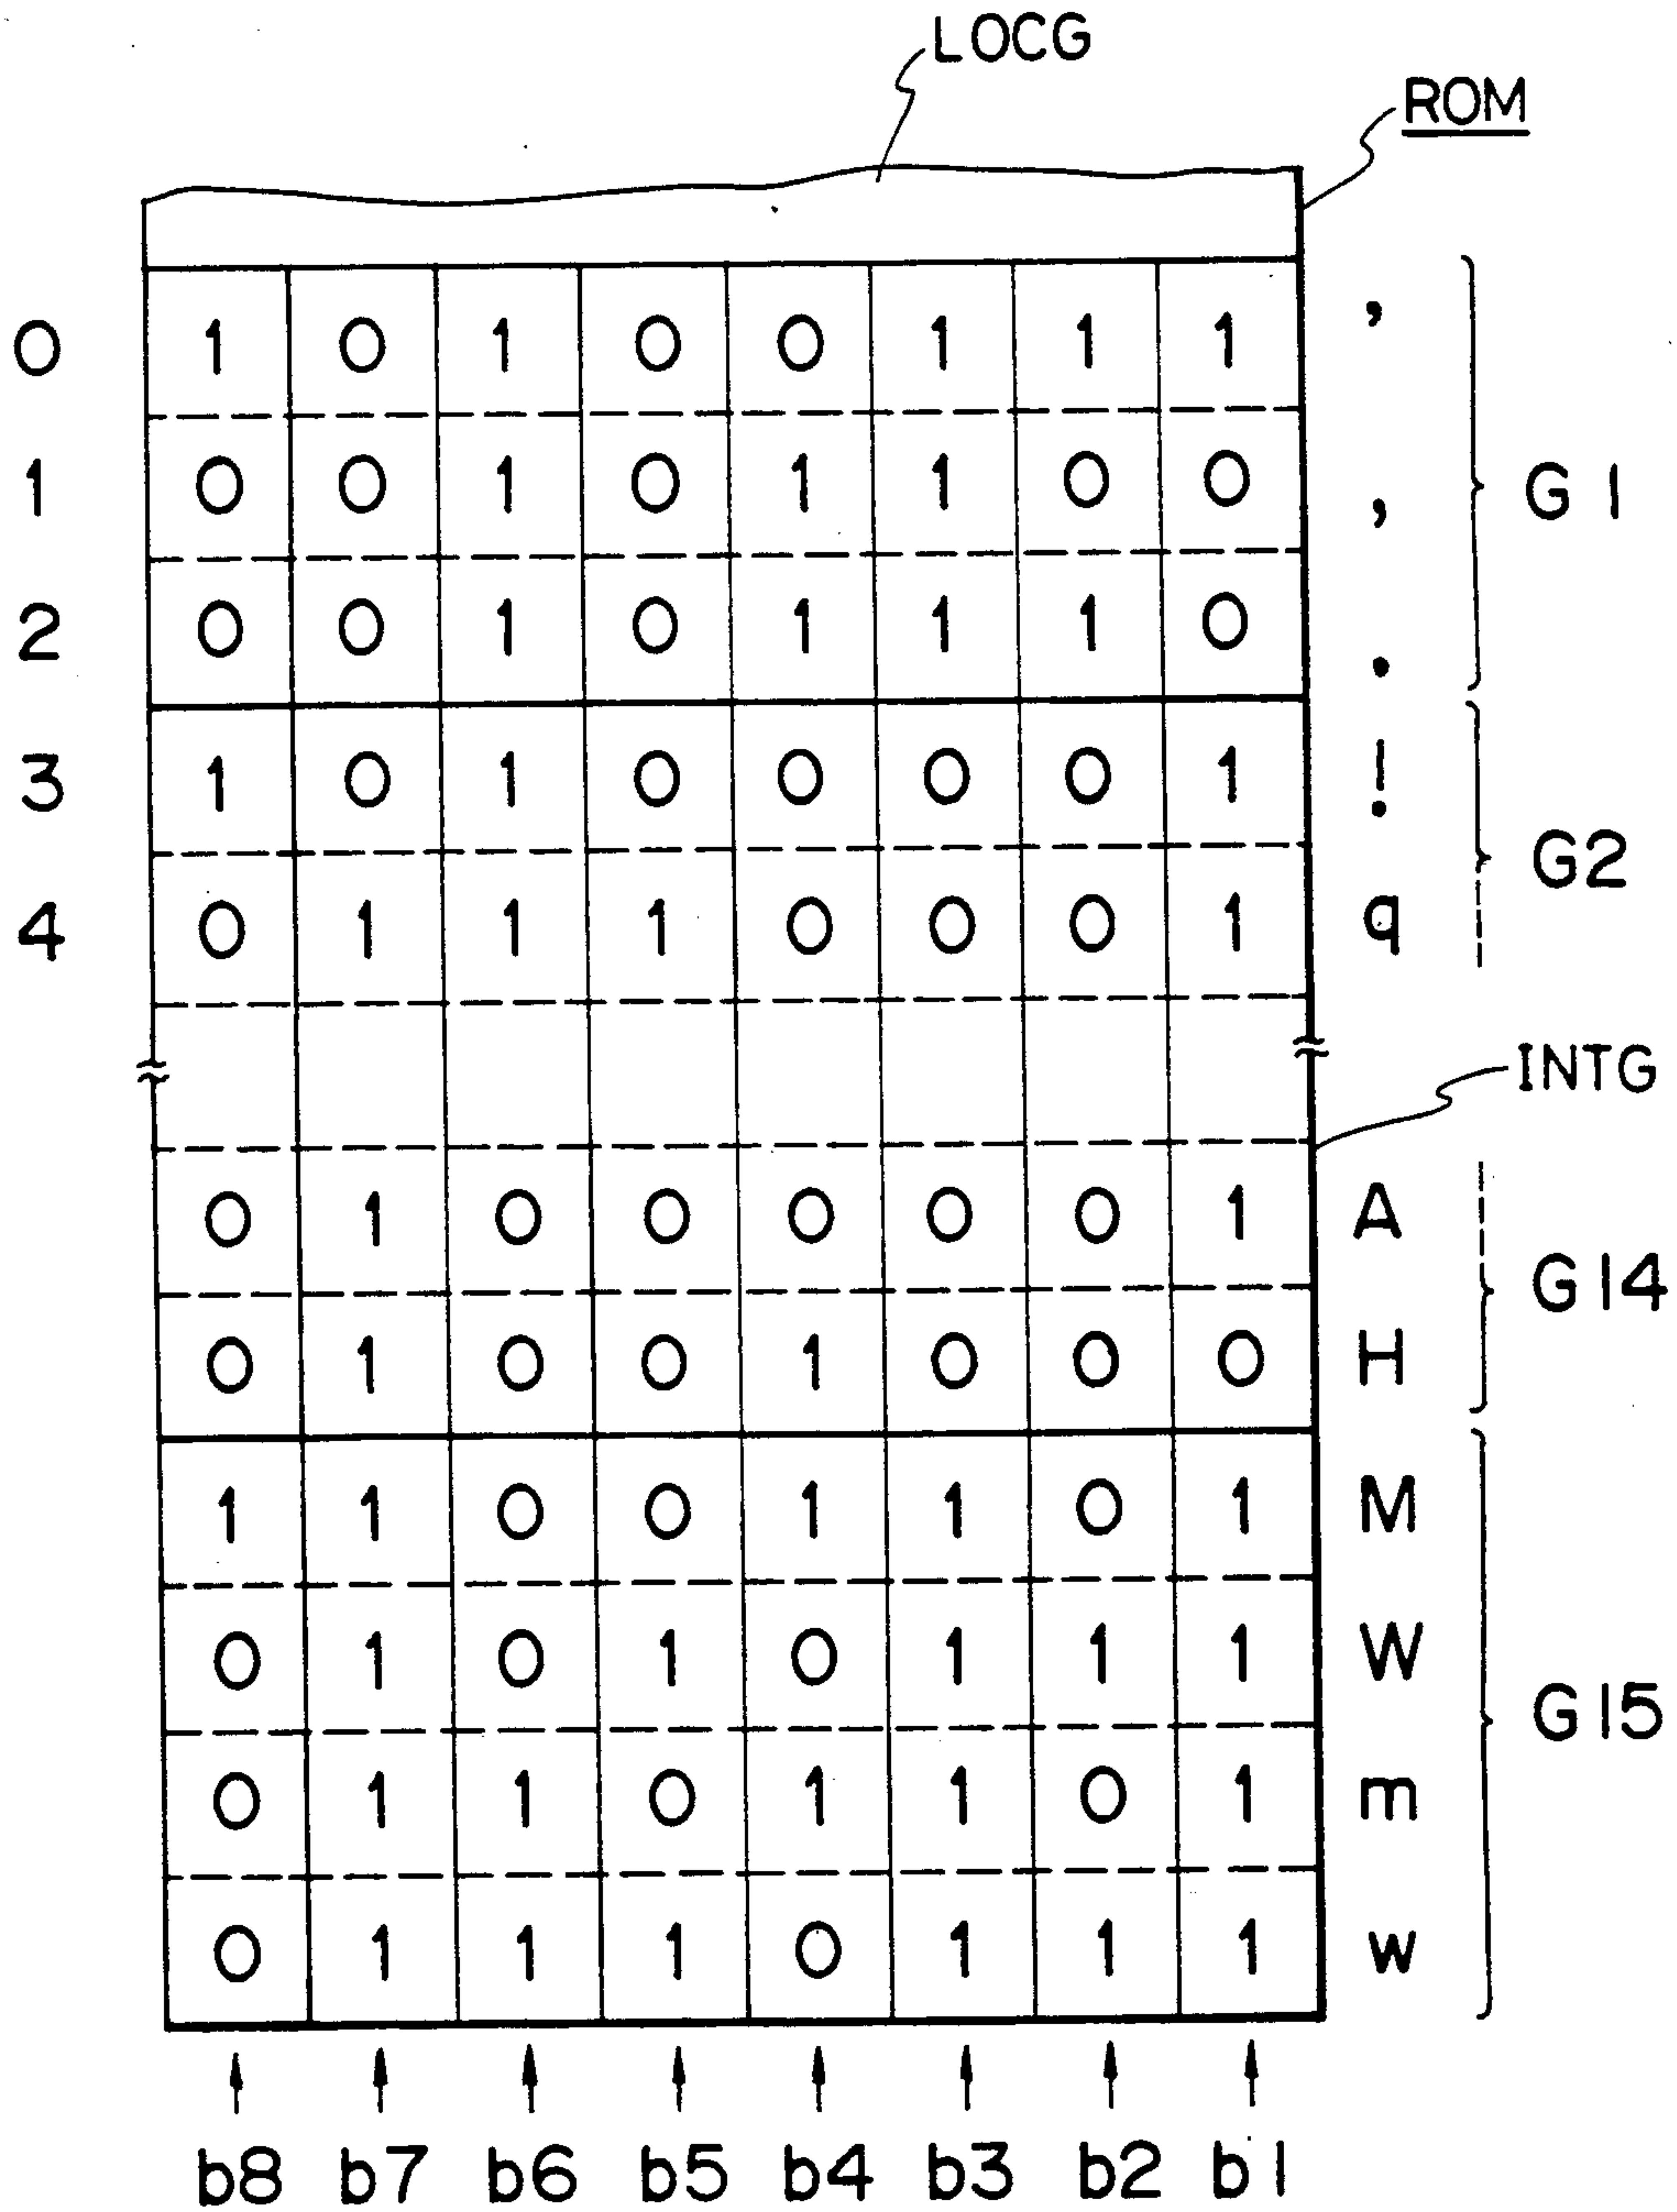 LOCG
ROM
0 1 0 1 0 0 1 1 1 ’
1 0 0 1 0 1 1 0 0 , G1
2 0 0 1 0 1 1 1 0 .
3 1 0 1 0 0 0 0 1 !
G2
4 0 1 1 1 0 0 0 1 q
INTG
0 1 0 0 0 0 0 1 A
G14
0 1 0 0 1 0 0 0 H
1 1 0 0 1 1 0 1 M
0 1 0 1 0 1 1 1 W
G15
0 1 1 0 1 1 0 1 m
0 1 1 1 0 1 1 1 w
b8 b7 b6 b5 b4 b3 b2 b1